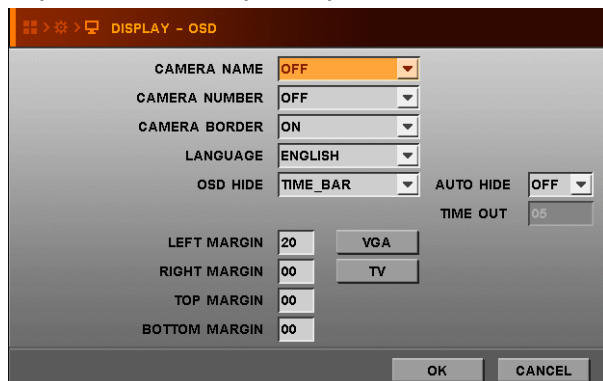 DISPLAY - OSD
CAMERA NAME OFF
CAMERA NUMBER OFF
CAMERA BORDER ON
LANGUAGE ENGLISH
OSD HIDE TIME_BAR AUTO HIDE OFF
TIME OUT 05
LEFT MARGIN 20 VGA
RIGHT MARGIN 00 TV
TOP MARGIN 00
BOTTOM MARGIN 00
OK CANCEL